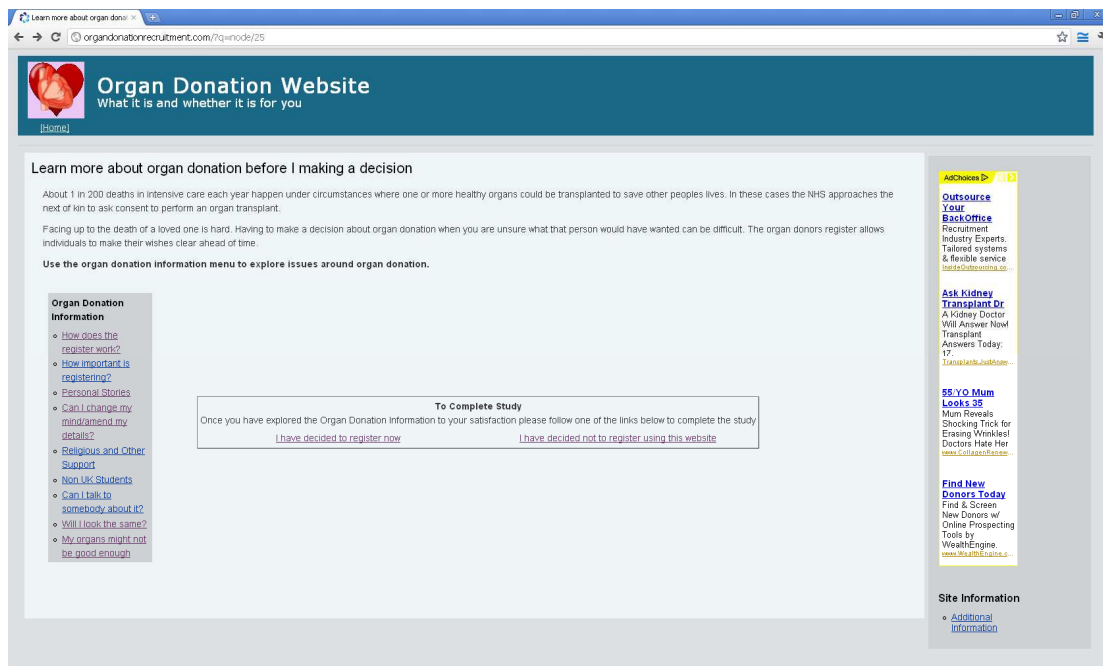 Learn more about organ dona
organdonationrecruitment.com/?q=node/25
Organ Donation Website
What it is and whether it is for you
[Home]
Learn more about organ donation before I making a decision
About 1 in 200 deaths in intensive care each year happen under circumstances where one or more healthy organs could be transplanted to save other peoples lives. In these cases the NHS approaches the
next of kin to ask consent to perform an organ transplant.
Facing up to the death of a loved one is hard. Having to make a decision about organ donation when you are unsure what that person would have wanted can be difficult. The organ donors register allows
individuals to make their wishes clear ahead of time.
Use the organ donation information menu to explore issues around organ donation.
Organ Donation
Information
How does the
register work?
How important is
registering?
Personal Stories
Can I change my
mind/amend my
details?
Religious and Other
Support
Non UK Students
Can I talk to
somebody about it?
Will I look the same?
My organs might not
be good enough
To Complete Study
Once you have explored the Organ Donation Information to your satisfaction please follow one of the links below to complete the study
I have decided to register now
I have decided not to register using this website
AdChoices
Outsource
Your
BackOffice
Recruitment
Industry Experts.
Tailored systems
& flexible service
InsideOutsourcing.co...
Ask Kidney
Transplant Dr
A Kidney Doctor
Will Answer Now!
Transplant
Answers Today:
17.
Transplants.JustAnsw...
55/YO Mum
Looks 35
Mum Reveals
Shocking Trick for
Erasing Wrinkles!
Doctors Hate Her
www.CollagenRenew...
Find New
Donors Today
Find & Screen
New Donors w/
Online Prospecting
Tools by
WealthEngine.
www.WealthEngine.c...
Site Information
Additional
Information